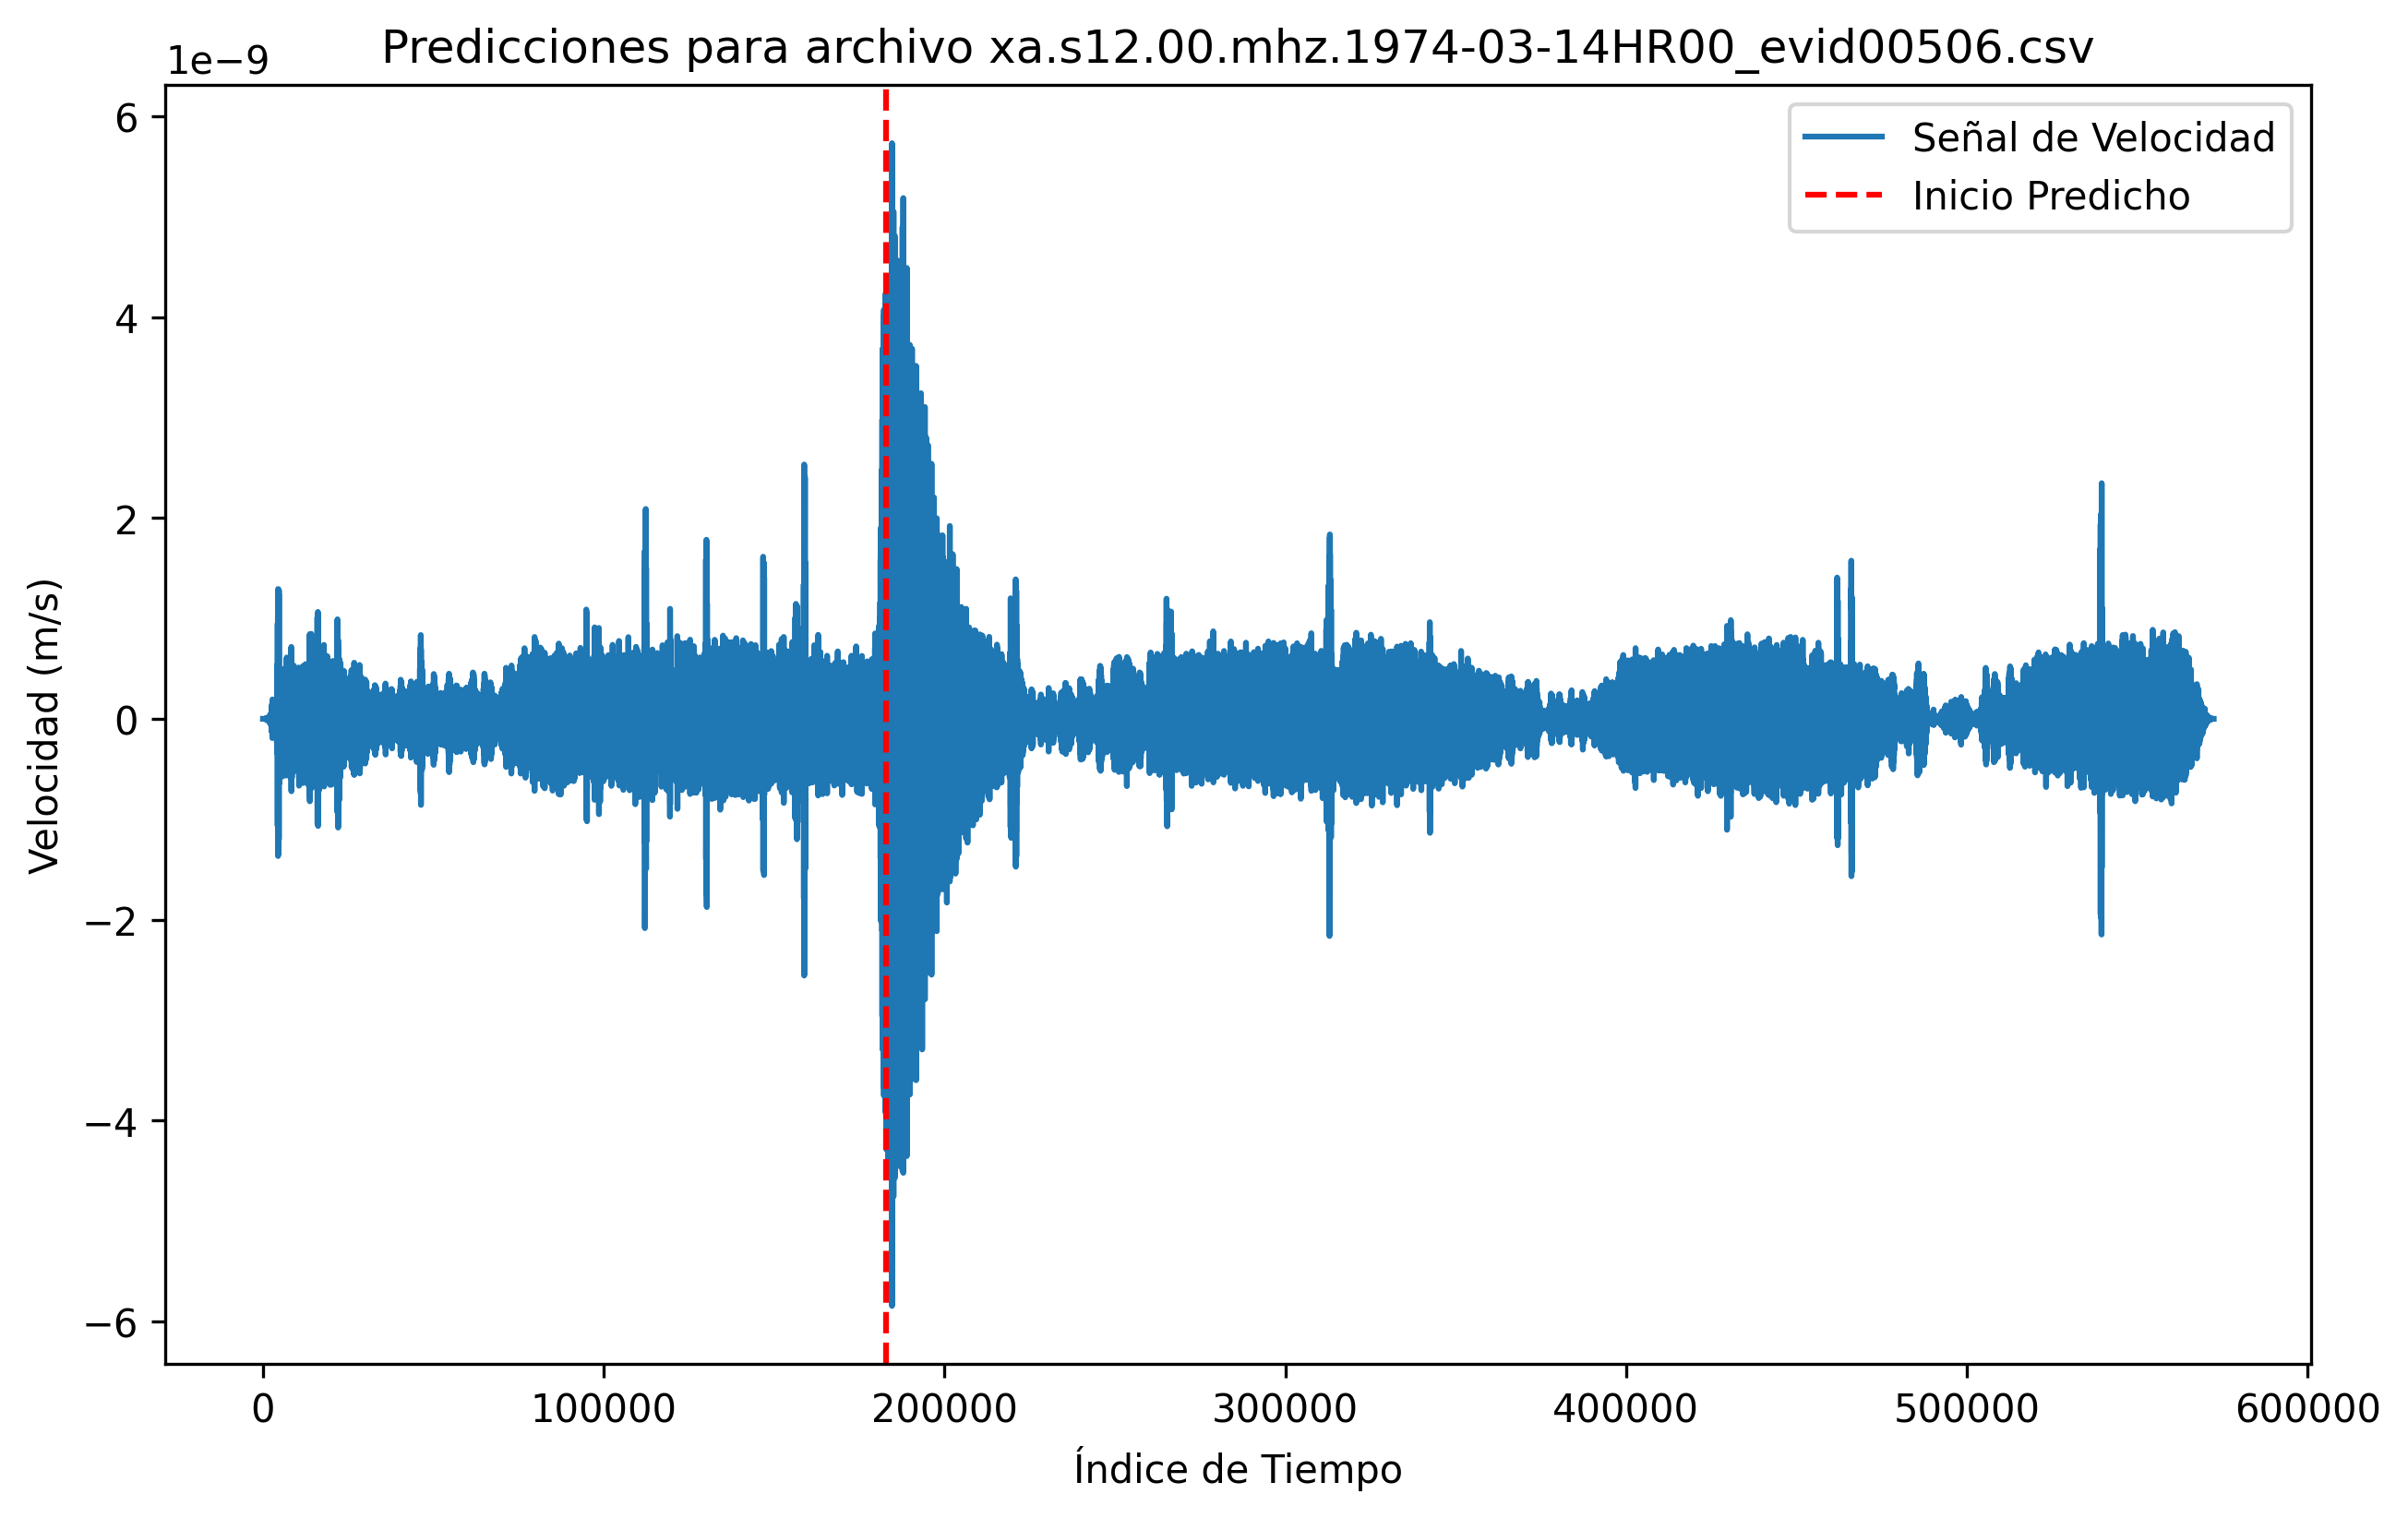 Predicciones para archivo xa.s12.00.mhz.1974-03-14HR00_evid00506.csv
1e−9
Señal de Velocidad
Inicio Predicho
6
4
2
0
−2
−4
−6
Velocidad (m/s)
0 100000 200000 300000 400000 500000 600000
Índice de Tiempo